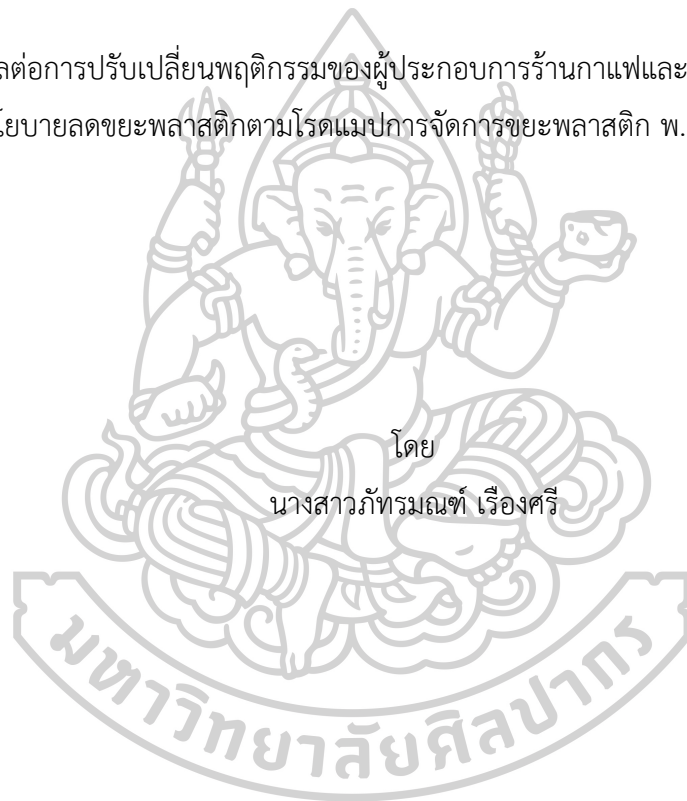 ลต่อการปรับเปลี่ยนพฤติกรรมของผู้ประกอบการร้านกาแฟและ
โยบายลดขยะพลาสติกตามโรดแมปการจัดการขยะพลาสติก พ.
โดย
นางสาวภัทรมณฑ์ เรืองศรี
มหาวิทยาลัยศิลปากร